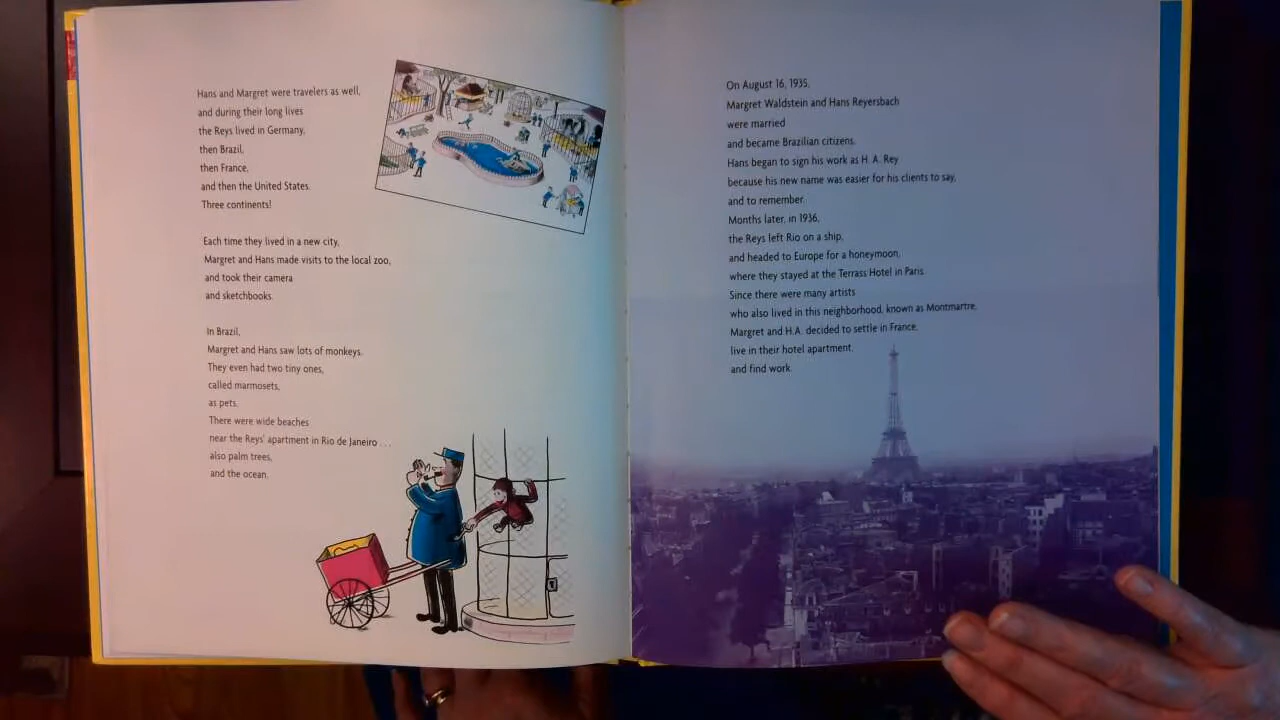 Hans and Margret were travelers as well,
and during their long lives
the Reys lived in Germany,
then Brazil,
then France,
and then the United States.
Three continents!
Each time they lived in a new city,
Margret and Hans made visits to the local zoo,
and took their camera
and sketchbooks.
In Brazil,
Margret and Hans saw lots of monkeys.
They even had two tiny ones,
called marmosets,
as pets.
There were wide beaches
near the Reys' apartment in Rio de Janeiro . . .
also palm trees,
and the ocean.
On August 16, 1935,
Margret Waldstein and Hans Reyersbach
were married
and became Brazilian citizens.
Hans began to sign his work as H. A. Rey
because his new name was easier for his clients to say,
and to remember.
Months later, in 1936,
the Reys left Rio on a ship,
and headed to Europe for a honeymoon,
where they stayed at the Terrass Hotel in Paris.
Since there were many artists
who also lived in this neighborhood, known as Montmartre,
Margret and H.A. decided to settle in France,
live in their hotel apartment,
and find work.